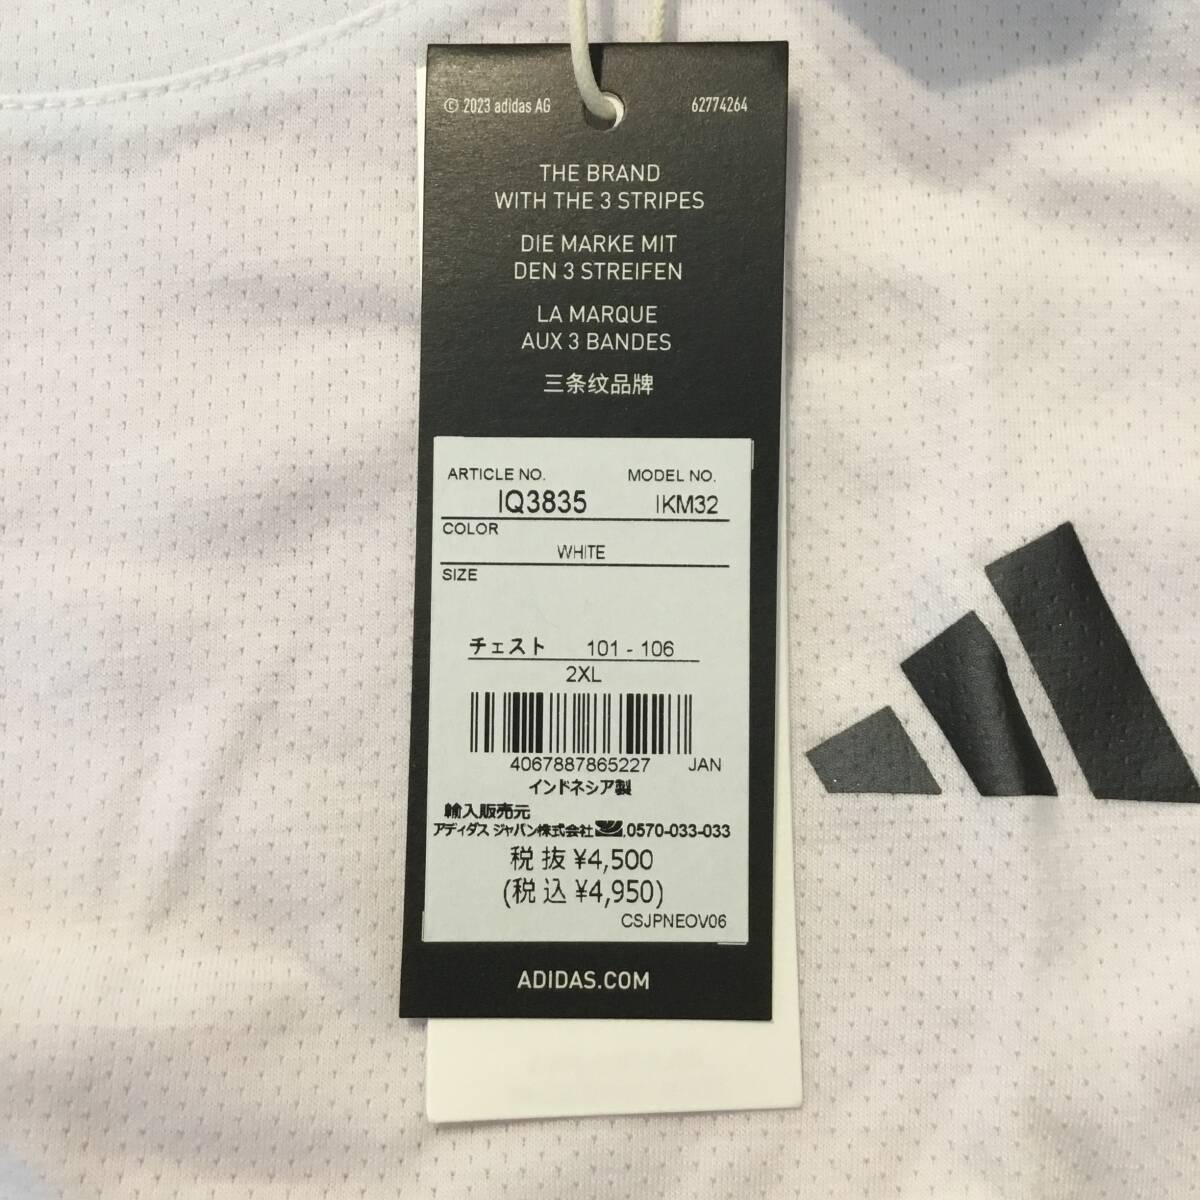 © 2023 adidas AG 62774264
THE BRAND
WITH THE 3 STRIPES
DIE MARKE MIT
DEN 3 STREIFEN
LA MARQUE
AUX 3 BANDES
三条纹品牌
ARTICLE NO. MODEL NO.
IQ3835 IKM32
COLOR
WHITE
SIZE
チェスト 101 - 106
2XL
4067887865227 JAN
インドネシア製
輸入販売元
アディダス ジャパン株式会社 0570-033-033
税抜 ¥4,500
(税込 ¥4,950)
CSJPNEOV06
ADIDAS.COM